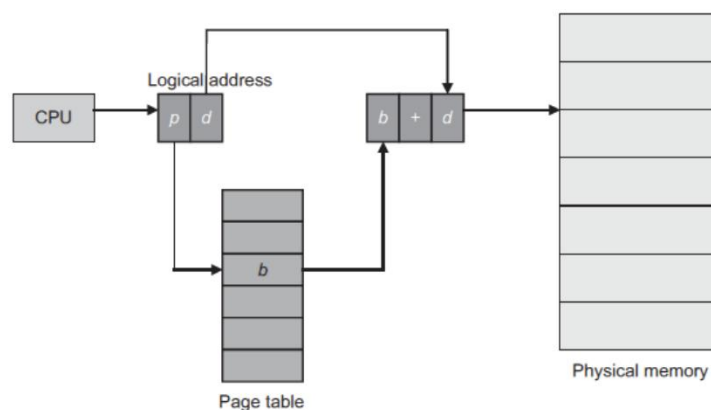 Logical address
CPU
p d
b + d
b
Physical memory
Page table